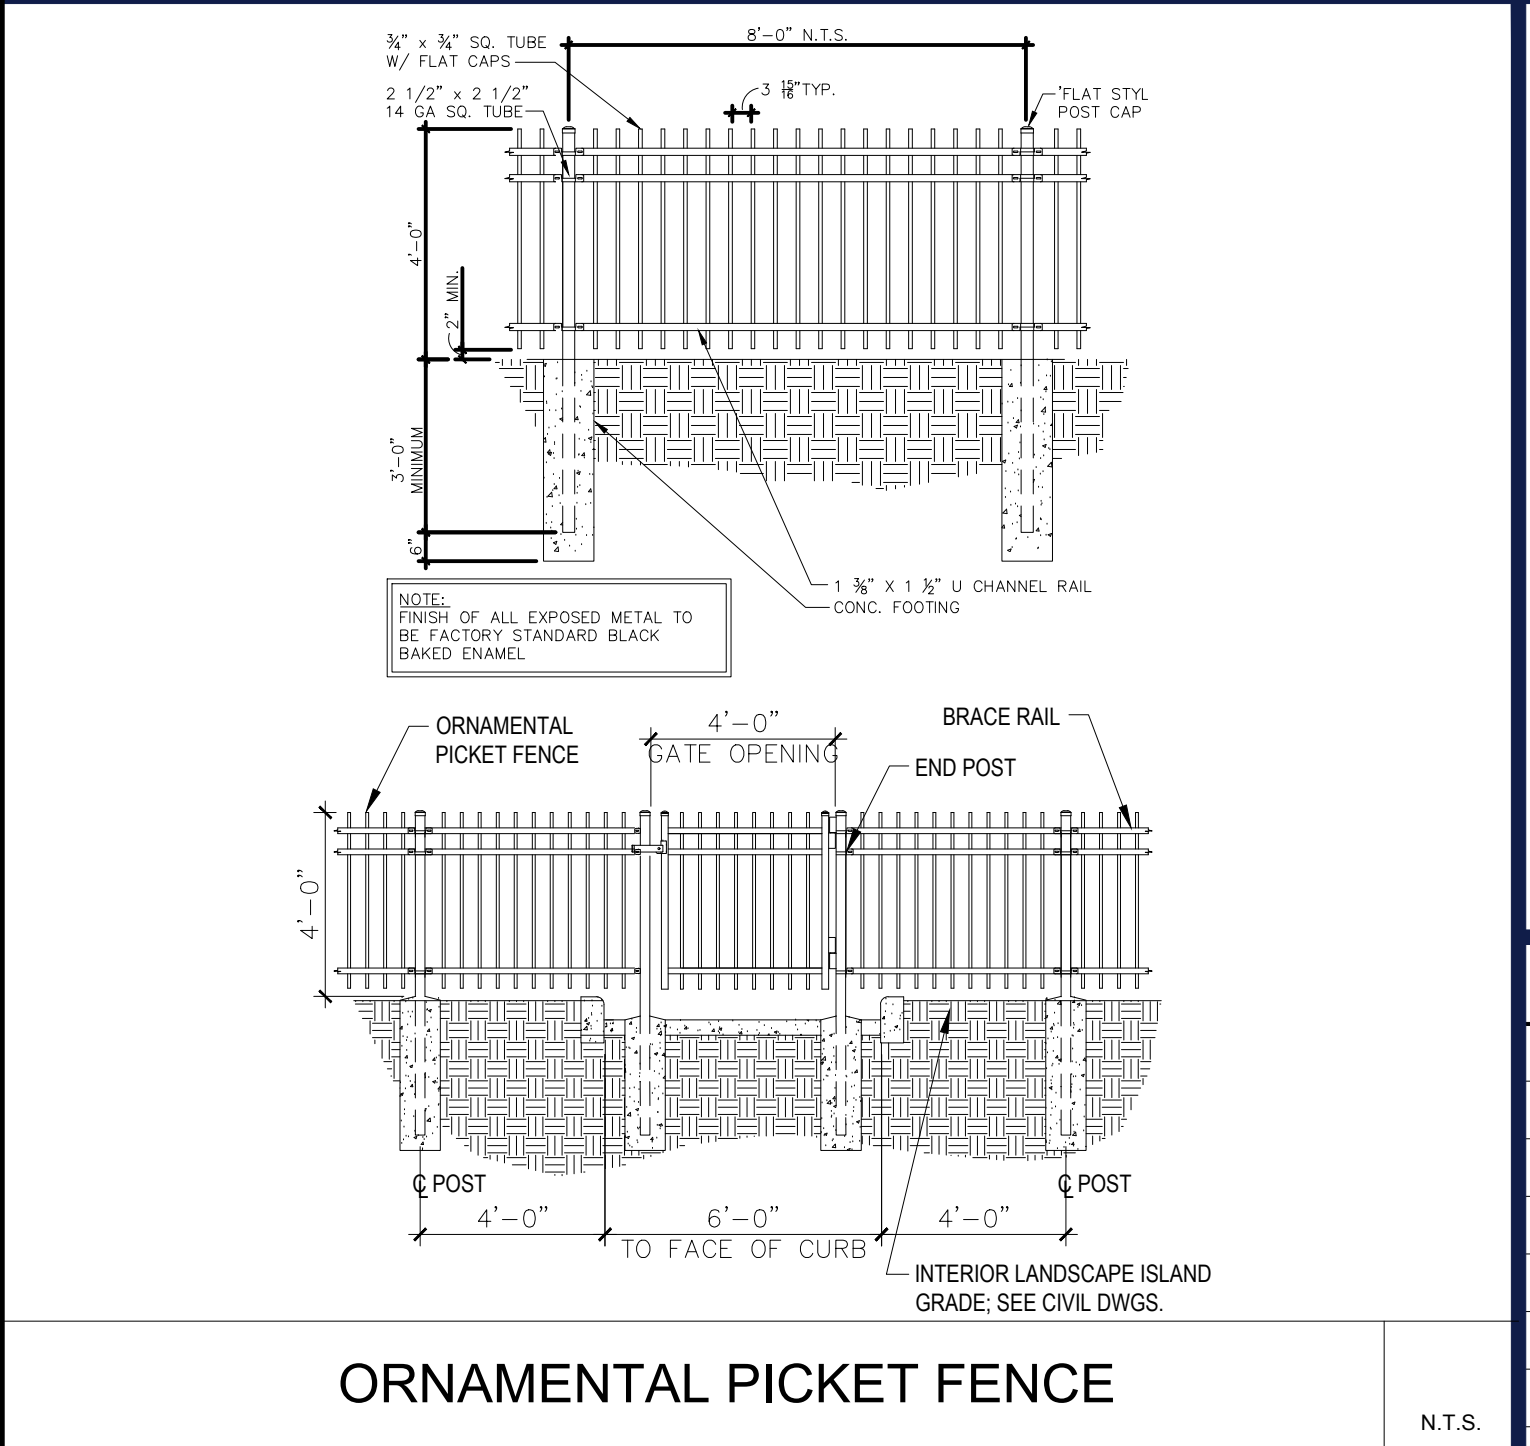 ¾" x ¾" SQ. TUBE
W/ FLAT CAPS
8'-0" N.T.S.
2 1/2" x 2 1/2"
14 GA SQ. TUBE
3 15/16" TYP.
'FLAT STYL
POST CAP
4'-0"
2" MIN.
3'-0"
MINIMUM
6"
1 ⅜" X 1 ½" U CHANNEL RAIL
CONC. FOOTING
NOTE:
FINISH OF ALL EXPOSED METAL TO
BE FACTORY STANDARD BLACK
BAKED ENAMEL
ORNAMENTAL
PICKET FENCE
4'-0"
GATE OPENING
BRACE RAIL
END POST
4'-0"
℄ POST
℄ POST
4'-0"
6'-0"
4'-0"
TO FACE OF CURB
INTERIOR LANDSCAPE ISLAND
GRADE; SEE CIVIL DWGS.
ORNAMENTAL PICKET FENCE
N.T.S.